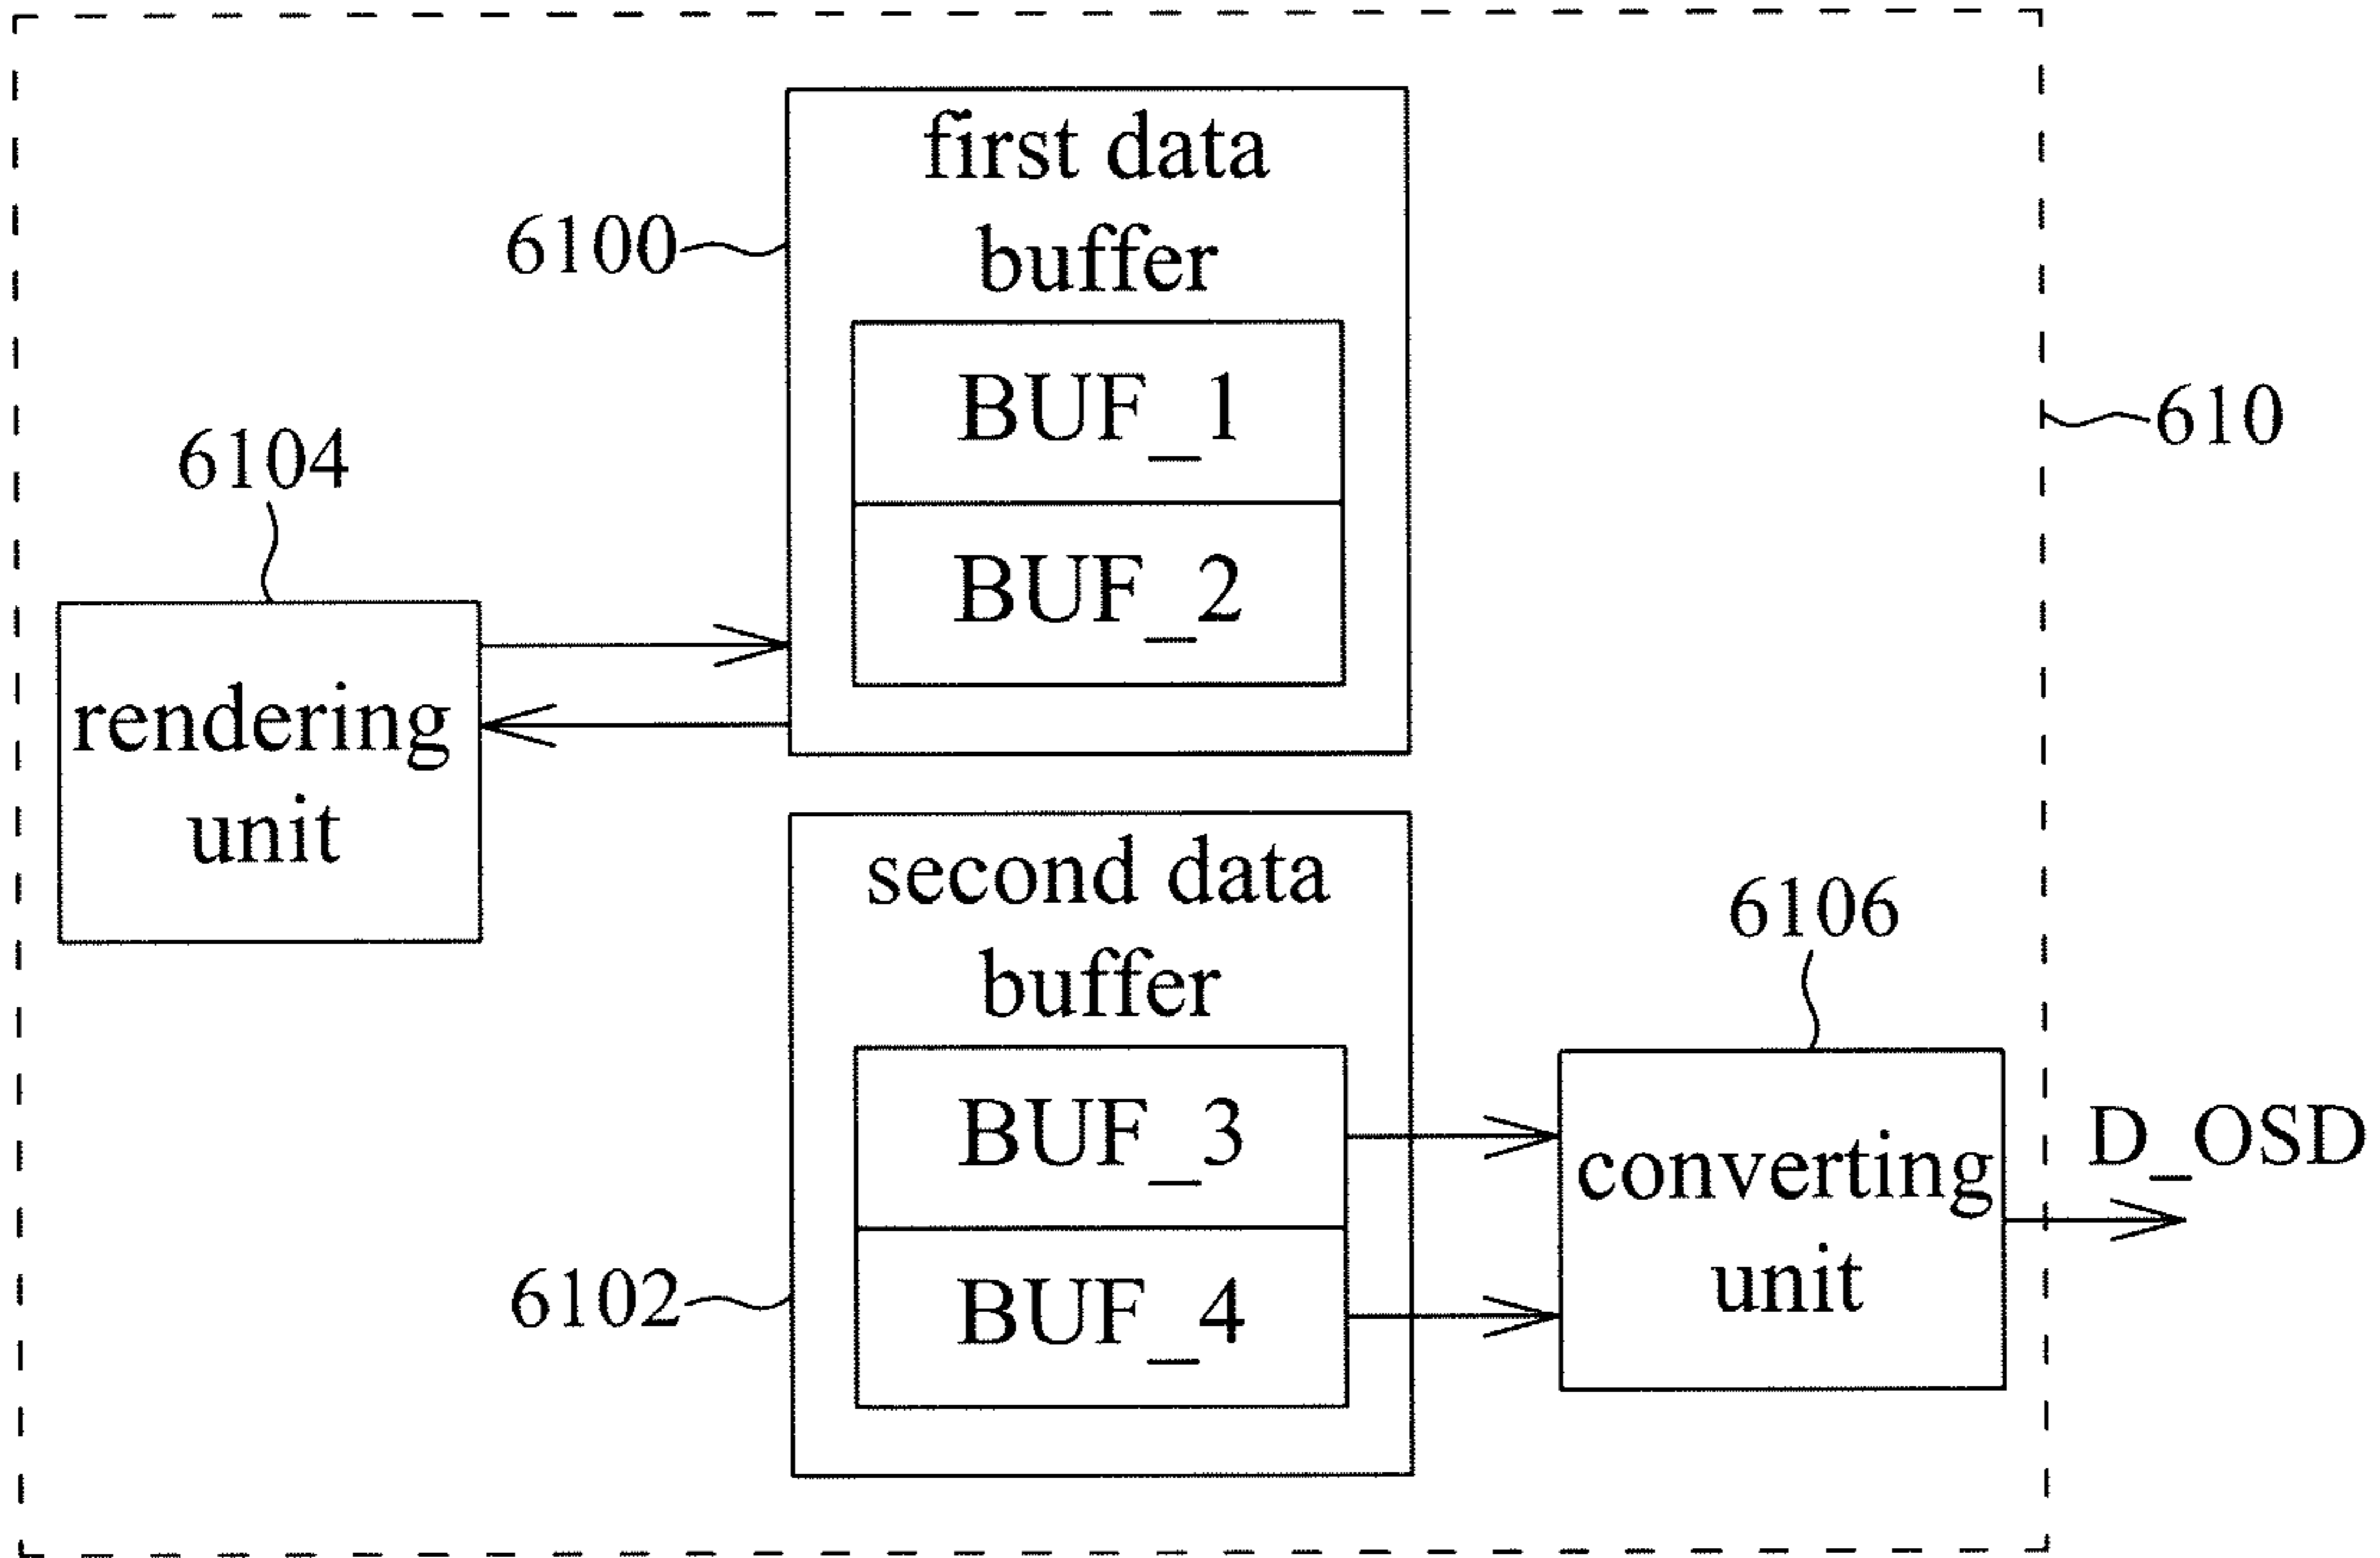 first data
buffer
6100
BUF_1
610
6104
BUF_2
rendering
unit
second data
buffer
6106
BUF_3
D_OSD
converting
unit
6102
BUF_4